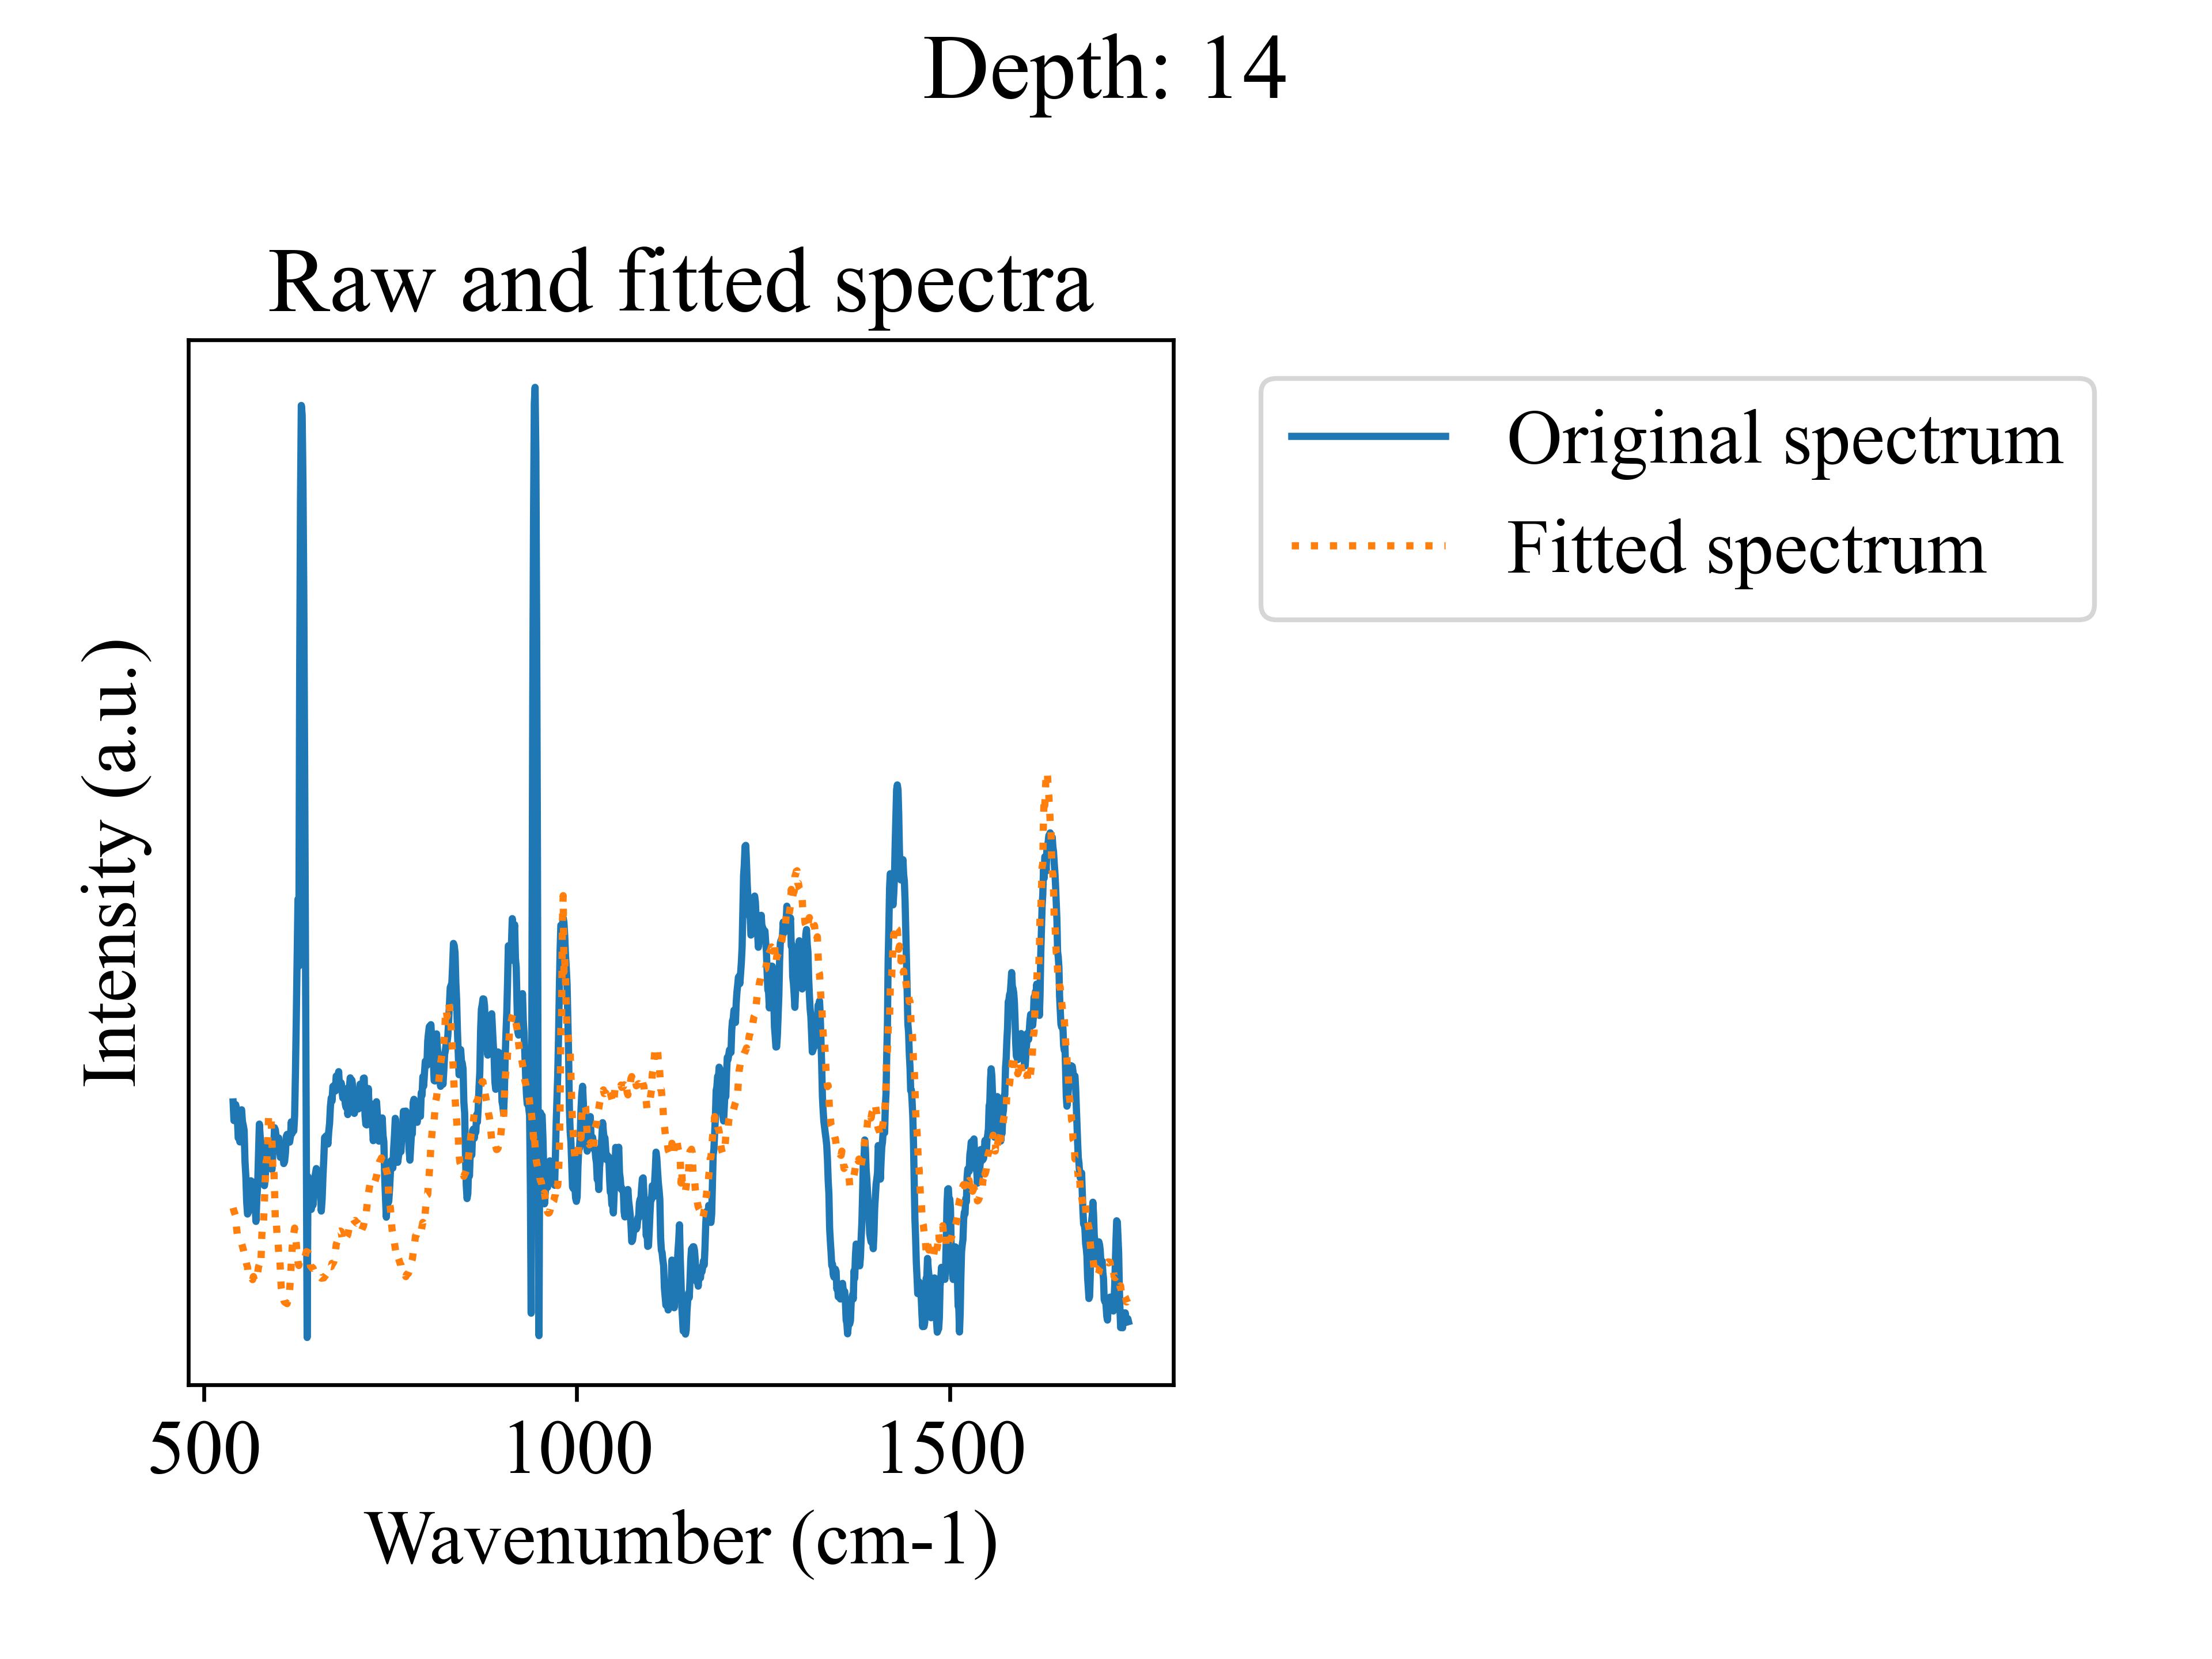 Depth: 14
Raw and fitted spectra
Original spectrum
Fitted spectrum
Intensity (a.u.)
500 1000 1500
Wavenumber (cm-1)